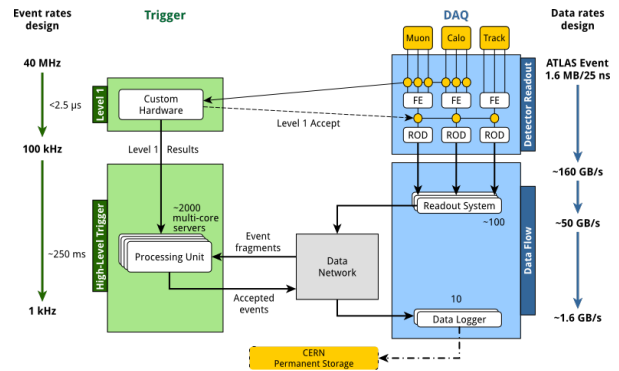 Event rates
design
Trigger
DAQ
Data rates
design
Muon
Calo
Track
40 MHz
ATLAS Event
1.6 MB/25 ns
Level 1
Custom
Hardware
<2.5 µs
FE
FE
FE
Detector Readout
Level 1 Accept
ROD
ROD
ROD
100 kHz
Level 1 Results
~160 GB/s
~2000
multi-core
servers
Readout System
~100
~50 GB/s
High-Level Trigger
~250 ms
Processing Unit
Event
fragments
Data
Network
Data Flow
Accepted
events
10
1 kHz
Data Logger
~1.6 GB/s
CERN
Permanent Storage